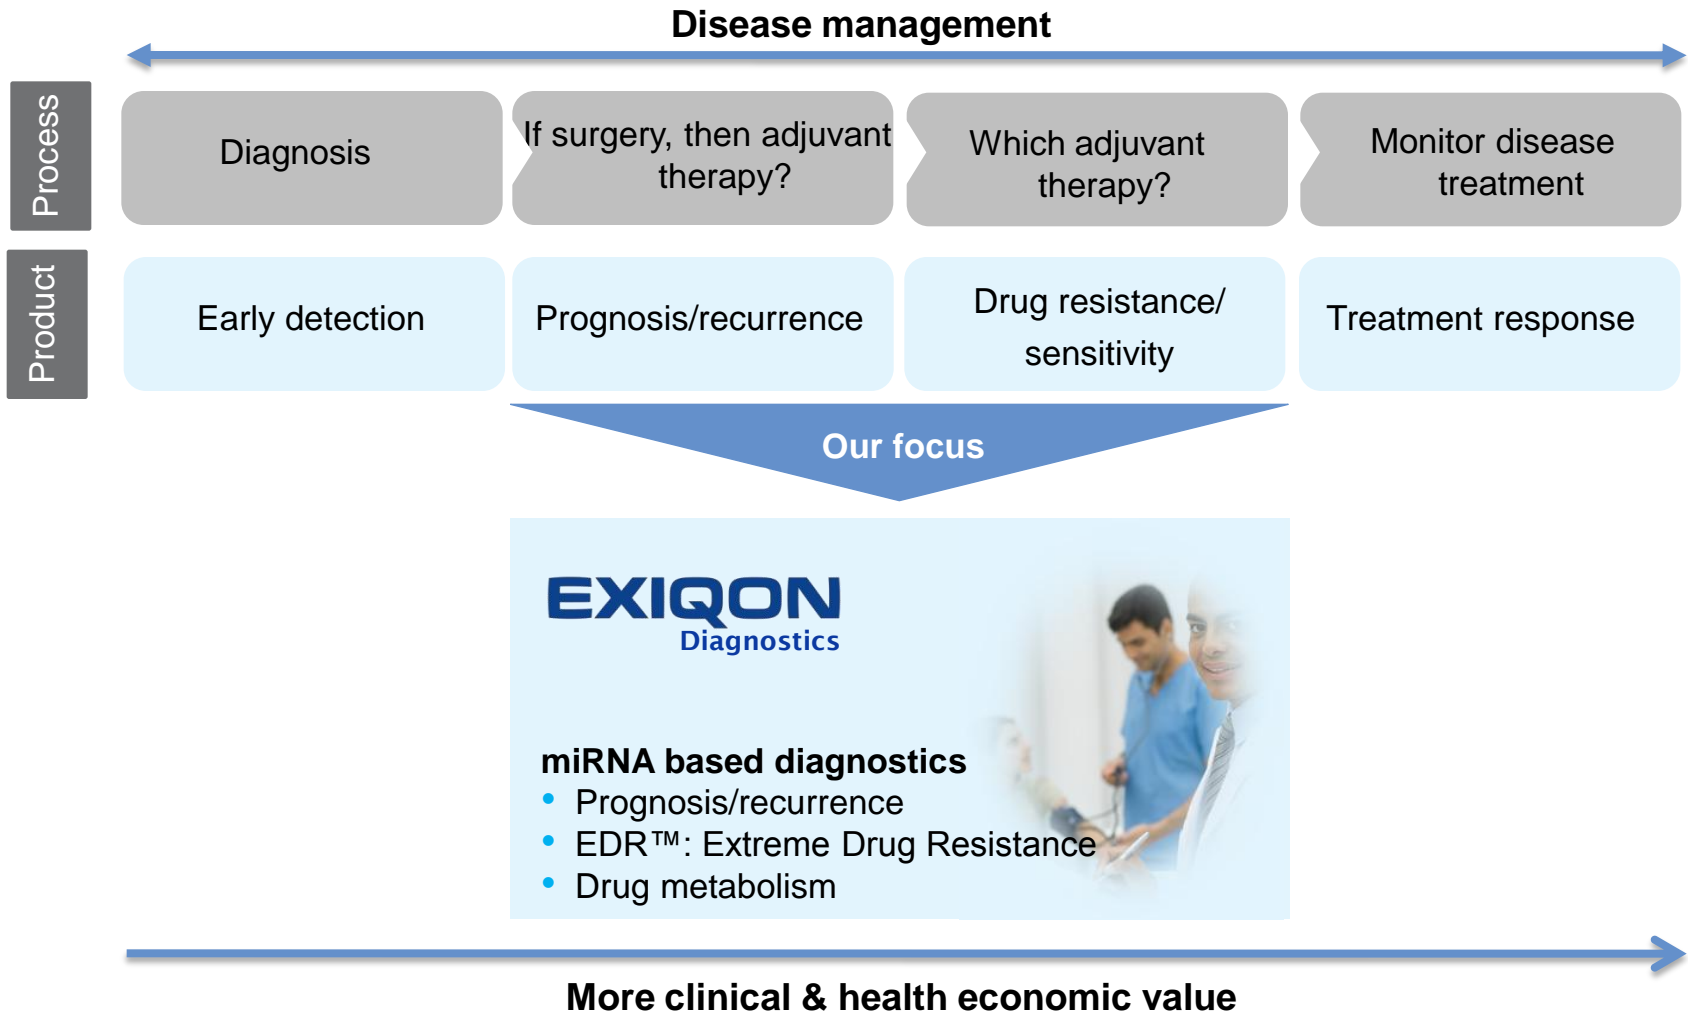 Disease management
Process
Diagnosis
If surgery, then adjuvant
therapy?
Which adjuvant
therapy?
Monitor disease
treatment
Product
Early detection
Prognosis/recurrence
Drug resistance/
sensitivity
Treatment response
Our focus
EXIQON
Diagnostics
miRNA based diagnostics
• Prognosis/recurrence
• EDR™: Extreme Drug Resistance
• Drug metabolism
More clinical & health economic value